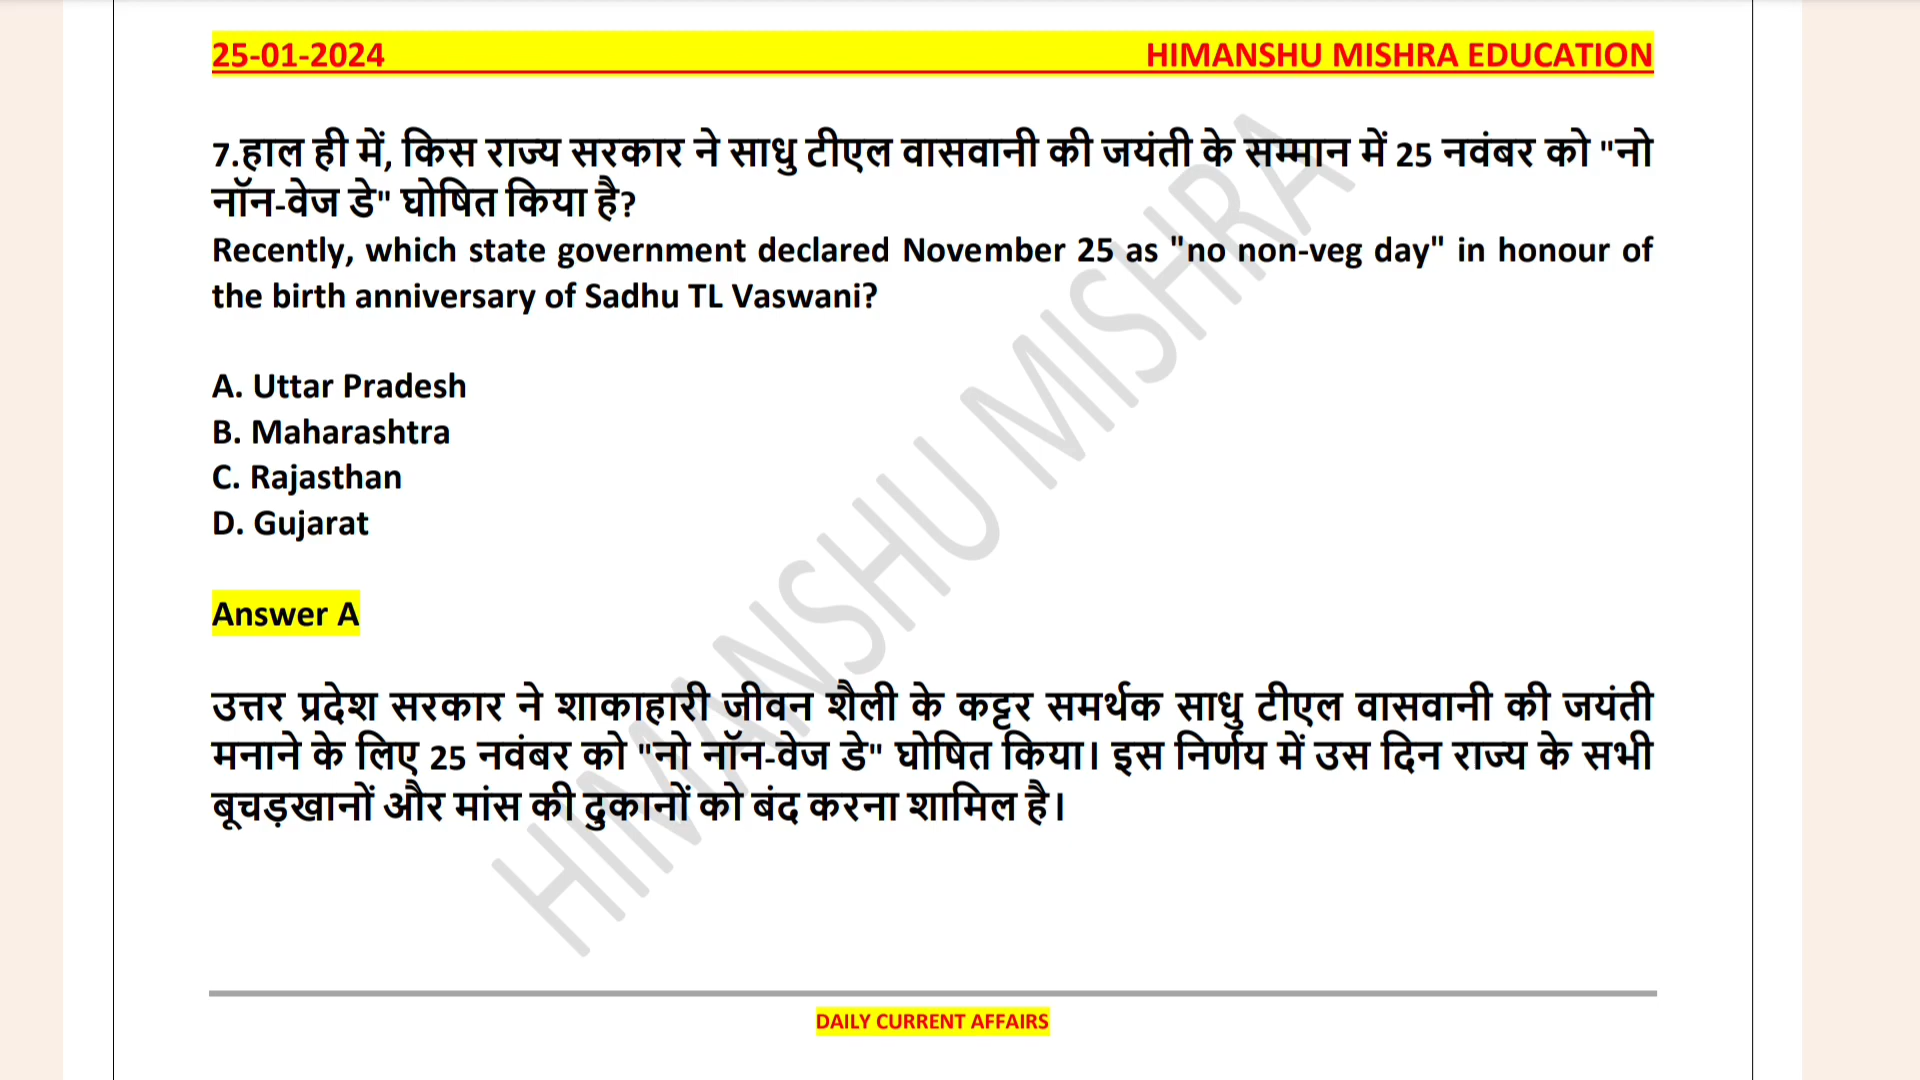 25-01-2024 HIMANSHU MISHRA EDUCATION
7.हाल ही में, किस राज्य सरकार ने साधु टीएल वासवानी की जयंती के सम्मान में 25 नवंबर को "नो
नॉन-वेज डे" घोषित किया है?
Recently, which state government declared November 25 as "no non-veg day" in honour of
the birth anniversary of Sadhu TL Vaswani?
A. Uttar Pradesh
B. Maharashtra
C. Rajasthan
D. Gujarat
Answer A
उत्तर प्रदेश सरकार ने शाकाहारी जीवन शैली के कट्टर समर्थक साधु टीएल वासवानी की जयंती
मनाने के लिए 25 नवंबर को "नो नॉन-वेज डे" घोषित किया। इस निर्णय में उस दिन राज्य के सभी
बूचड़खानों और मांस की दुकानों को बंद करना शामिल है।
HIMANSHU MISHRA
DAILY CURRENT AFFAIRS